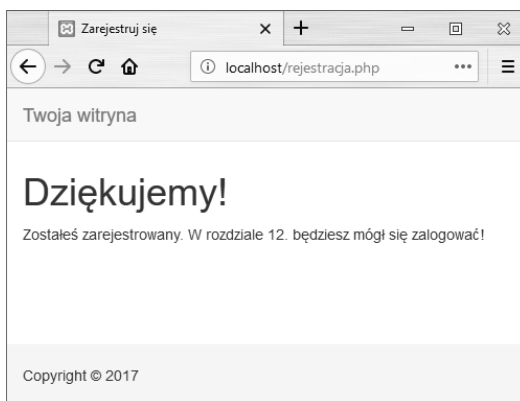 Zarejestruj się
localhost/rejestracja.php
Twoja witryna
Dziękujemy!
Zostałeś zarejestrowany. W rozdziale 12. będziesz mógł się zalogować!
Copyright © 2017